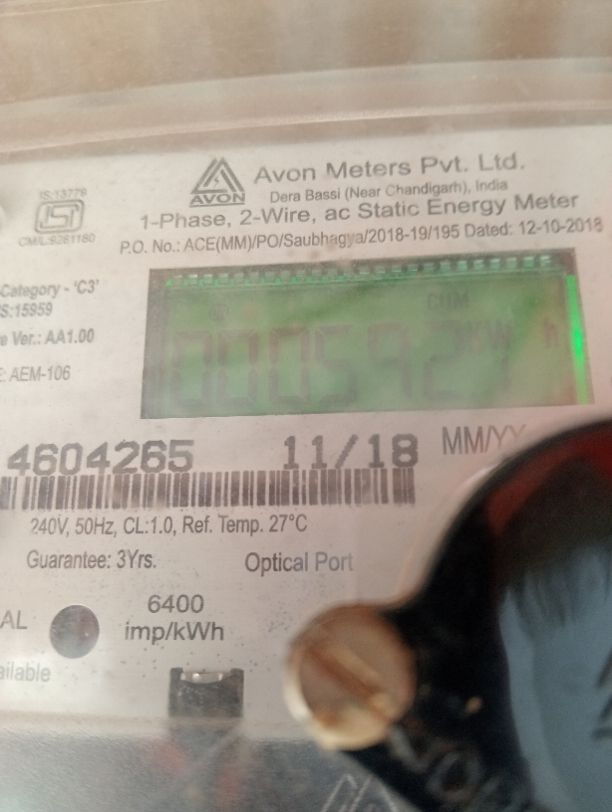 IS:13779
ISI
CM/L:9261160
AVON
Avon Meters Pvt. Ltd.
Dera Bassi (Near Chandigarh), India
1-Phase, 2-Wire, ac Static Energy Meter
P.O. No.: ACE(MM)/PO/Saubhagya/2018-19/195 Dated: 12-10-2018
Category - 'C3'
S:15959
e Ver.: AA1.00
: AEM-106
CUM
000592
h
4604265 11/18 MM/YY
240V, 50Hz, CL:1.0, Ref. Temp. 27°C
Guarantee: 3Yrs. Optical Port
AL
6400
imp/kWh
ailable